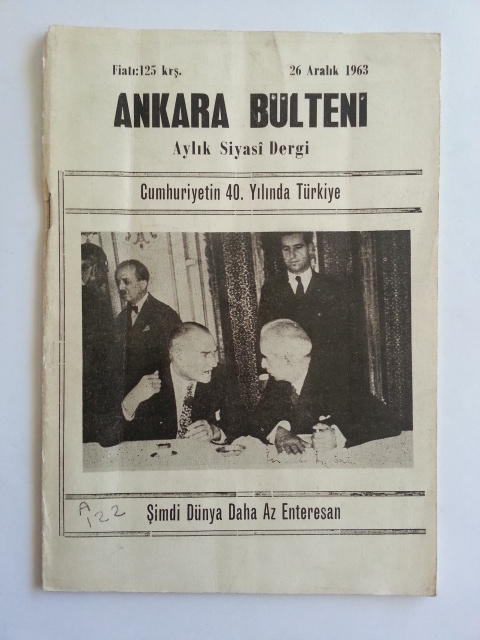 Fiatı:125 krş. 26 Aralık 1963
ANKARA BÜLTENİ
Aylık Siyasî Dergi
Cumhuriyetin 40. Yılında Türkiye
A
122
Şimdi Dünya Daha Az Enteresan